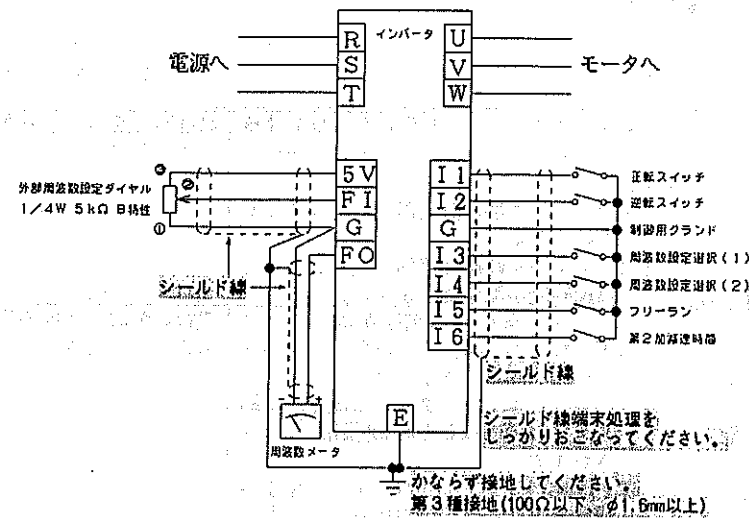 インバータ
R
S
T
U
V
W
電源へ
モータへ
③
②
①
外部周波数設定ダイヤル
1/4W 5kΩ B特性
5V
FI
G
FO
I1
I2
G
I3
I4
I5
I6
正転スイッチ
逆転スイッチ
制御用グランド
周波数設定選択(1)
周波数設定選択(2)
フリーラン
第2加減速時間
シールド線
シールド線
- +
周波数メータ
E
シールド線端末処理を
しっかりおこなってください。
かならず接地してください。
第3種接地(100Ω以下、φ1.6mm以上)